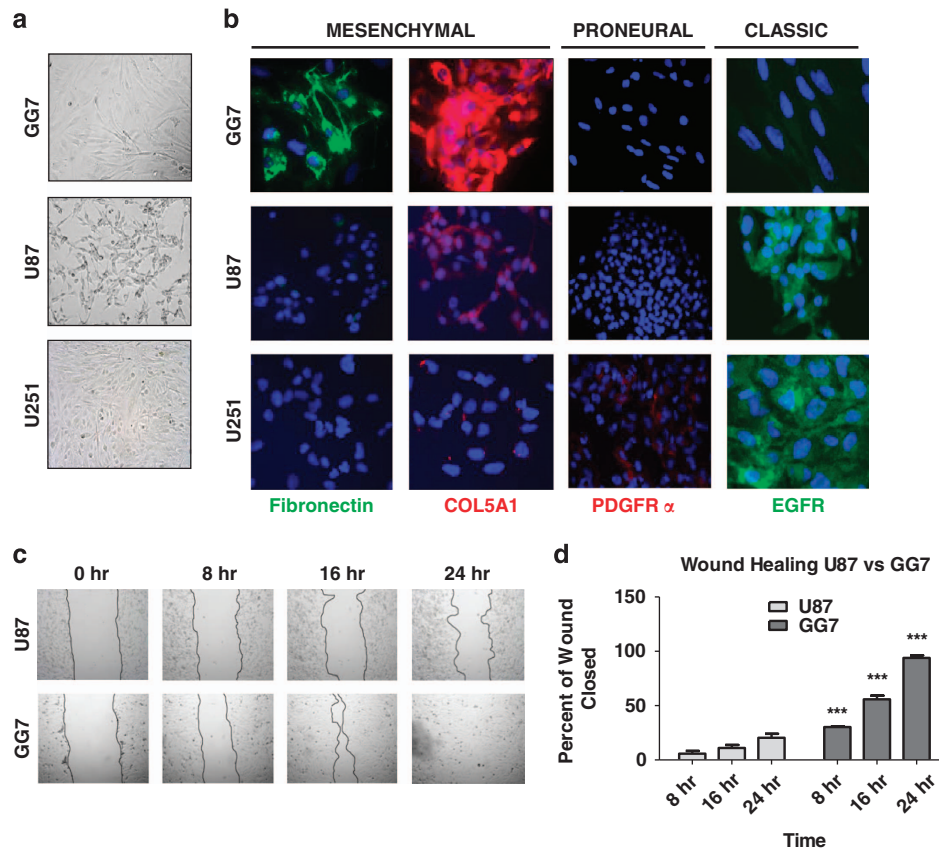 a
GG7
U87
U251
b
MESENCHYMAL PRONEURAL CLASSIC
GG7
U87
U251
Fibronectin COL5A1 PDGFR α EGFR
c
0 hr 8 hr 16 hr 24 hr
U87
GG7
d
Wound Healing U87 vs GG7
Percent of Wound
Closed
150
100
50
0
U87
GG7
***
***
***
8 hr 16 hr 24 hr 8 hr 16 hr 24 hr
Time